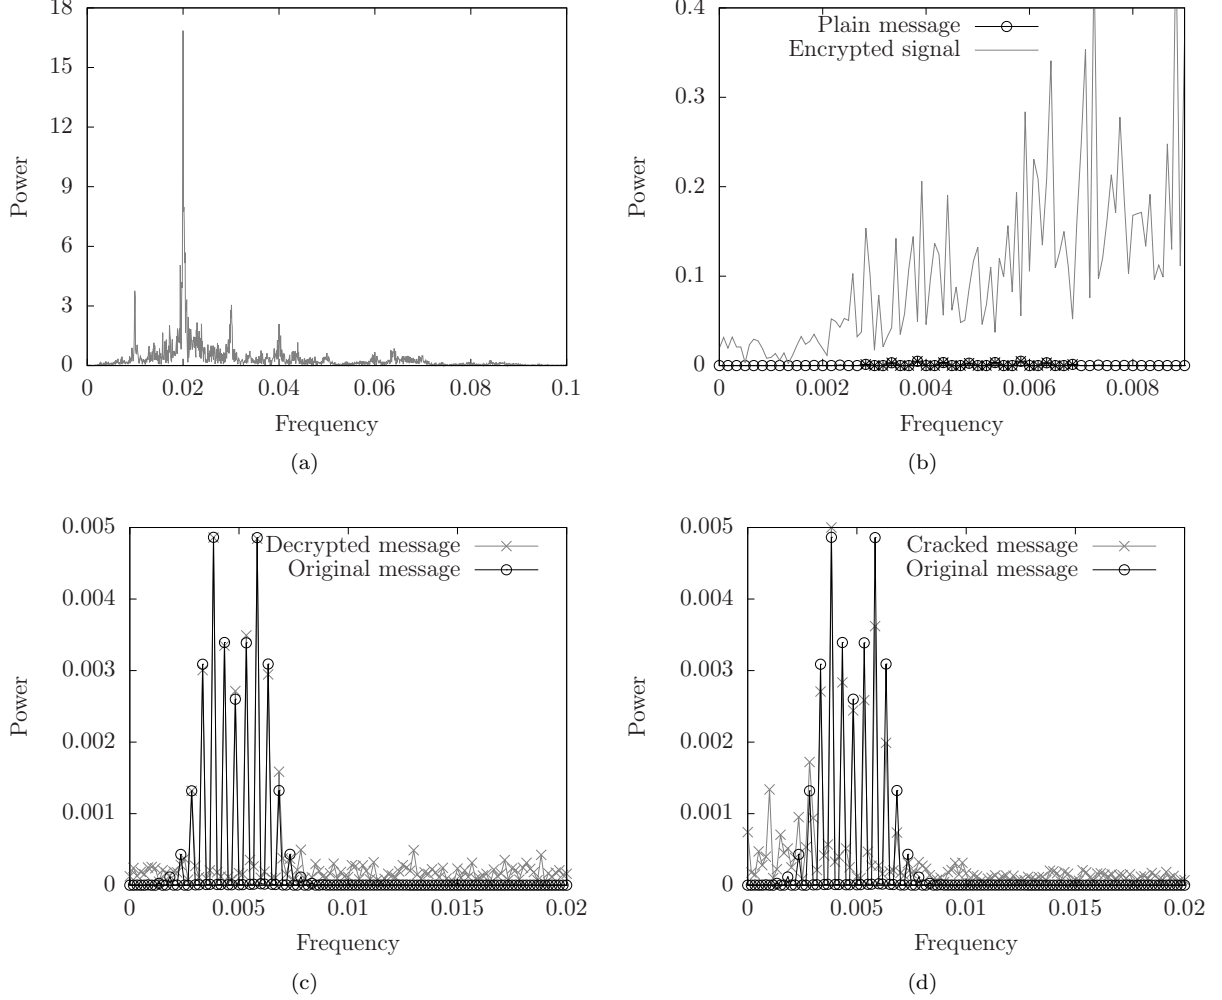 18
15
12
9
6
3
0
Power
0 0.02 0.04 0.06 0.08 0.1
Frequency
(a)
0.4
0.3
0.2
0.1
0
Power
Plain message
Encrypted signal
0 0.002 0.004 0.006 0.008
Frequency
(b)
0.005
0.004
0.003
0.002
0.001
0
Power
Decrypted message
Original message
0 0.005 0.01 0.015 0.02
Frequency
(c)
0.005
0.004
0.003
0.002
0.001
0
Power
Cracked message
Original message
0 0.005 0.01 0.015 0.02
Frequency
(d)